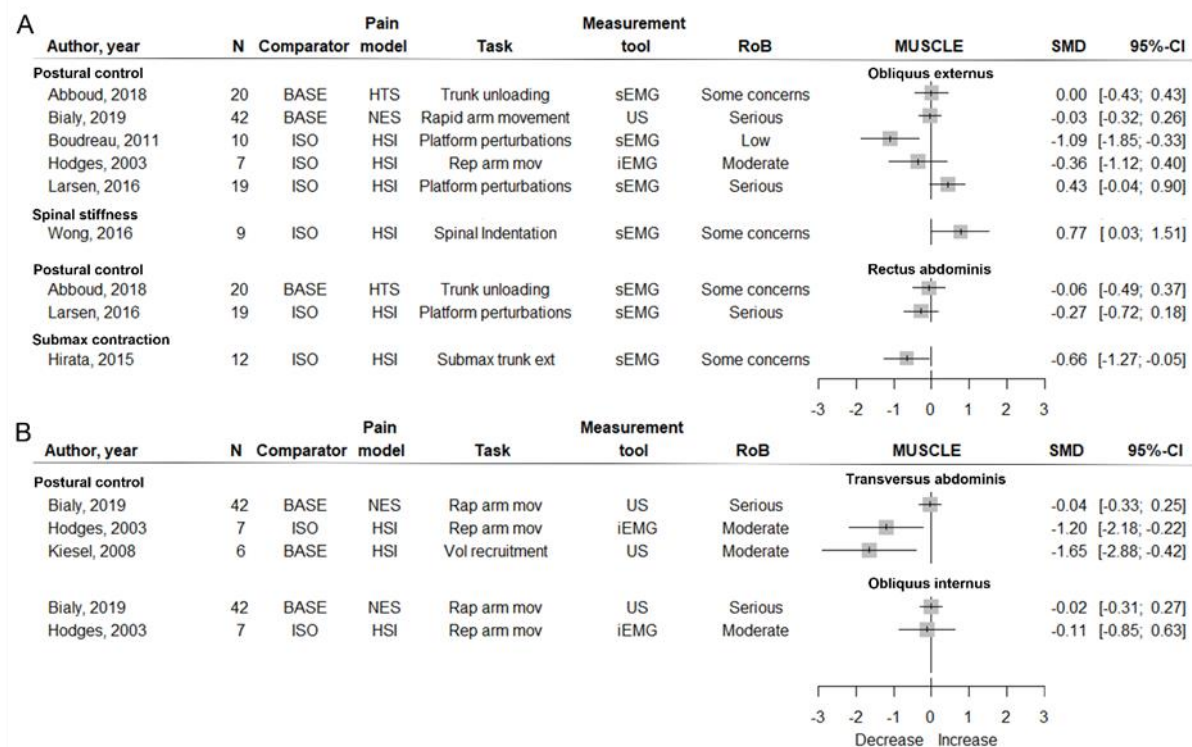 A
Author, year N Comparator Pain model Task Measurement tool RoB MUSCLE SMD 95%-CI
Postural control Obliquus externus
Abboud, 2018 20 BASE HTS Trunk unloading sEMG Some concerns 0.00 [-0.43; 0.43]
Bialy, 2019 42 BASE NES Rapid arm movement US Serious -0.03 [-0.32; 0.26]
Boudreau, 2011 10 ISO HSI Platform perturbations sEMG Low -1.09 [-1.85; -0.33]
Hodges, 2003 7 ISO HSI Rep arm mov iEMG Moderate -0.36 [-1.12; 0.40]
Larsen, 2016 19 ISO HSI Platform perturbations sEMG Serious 0.43 [-0.04; 0.90]
Spinal stiffness
Wong, 2016 9 ISO HSI Spinal Indentation sEMG Some concerns 0.77 [ 0.03; 1.51]
Postural control Rectus abdominis
Abboud, 2018 20 BASE HTS Trunk unloading sEMG Some concerns -0.06 [-0.49; 0.37]
Larsen, 2016 19 ISO HSI Platform perturbations sEMG Serious -0.27 [-0.72; 0.18]
Submax contraction
Hirata, 2015 12 ISO HSI Submax trunk ext sEMG Some concerns -0.66 [-1.27; -0.05]
-3 -2 -1 0 1 2 3
B
Author, year N Comparator Pain model Task Measurement tool RoB MUSCLE SMD 95%-CI
Postural control Transversus abdominis
Bialy, 2019 42 BASE NES Rap arm mov US Serious -0.04 [-0.33; 0.25]
Hodges, 2003 7 ISO HSI Rep arm mov iEMG Moderate -1.20 [-2.18; -0.22]
Kiesel, 2008 6 BASE HSI Vol recruitment US Moderate -1.65 [-2.88; -0.42]
Obliquus internus
Bialy, 2019 42 BASE NES Rap arm mov US Serious -0.02 [-0.31; 0.27]
Hodges, 2003 7 ISO HSI Rep arm mov iEMG Moderate -0.11 [-0.85; 0.63]
-3 -2 -1 0 1 2 3
Decrease Increase